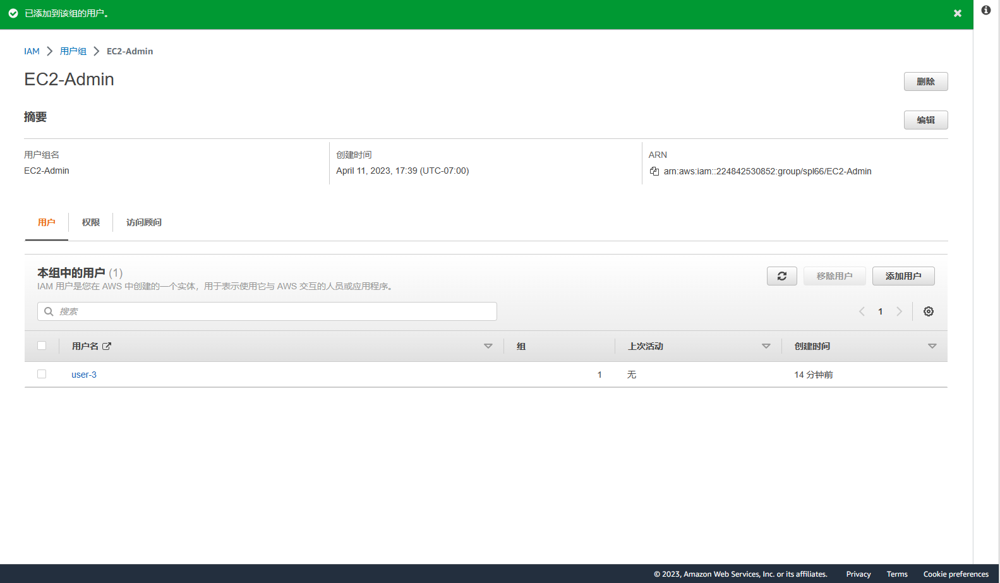 已添加到该组的用户。
IAM 用户组 EC2-Admin
EC2-Admin
删除
摘要
编辑
用户组名
EC2-Admin
创建时间
April 11, 2023, 17:39 (UTC-07:00)
ARN
arn:aws:iam::224842530852:group/spl66/EC2-Admin
用户 权限 访问顾问
本组中的用户 (1)
IAM 用户是您在 AWS 中创建的一个实体，用于表示使用它与 AWS 交互的人员或应用程序。
移除用户 添加用户
搜索
1
用户名 组 上次活动 创建时间
user-3 1 无 14 分钟前
© 2023, Amazon Web Services, Inc. or its affiliates. Privacy Terms Cookie preferences